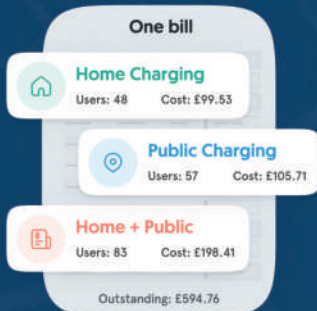 One bill
Home Charging
Users: 48 Cost: £99.53
Public Charging
Users: 57 Cost: £105.71
Home + Public
Users: 83 Cost: £198.41
Outstanding: £594.76